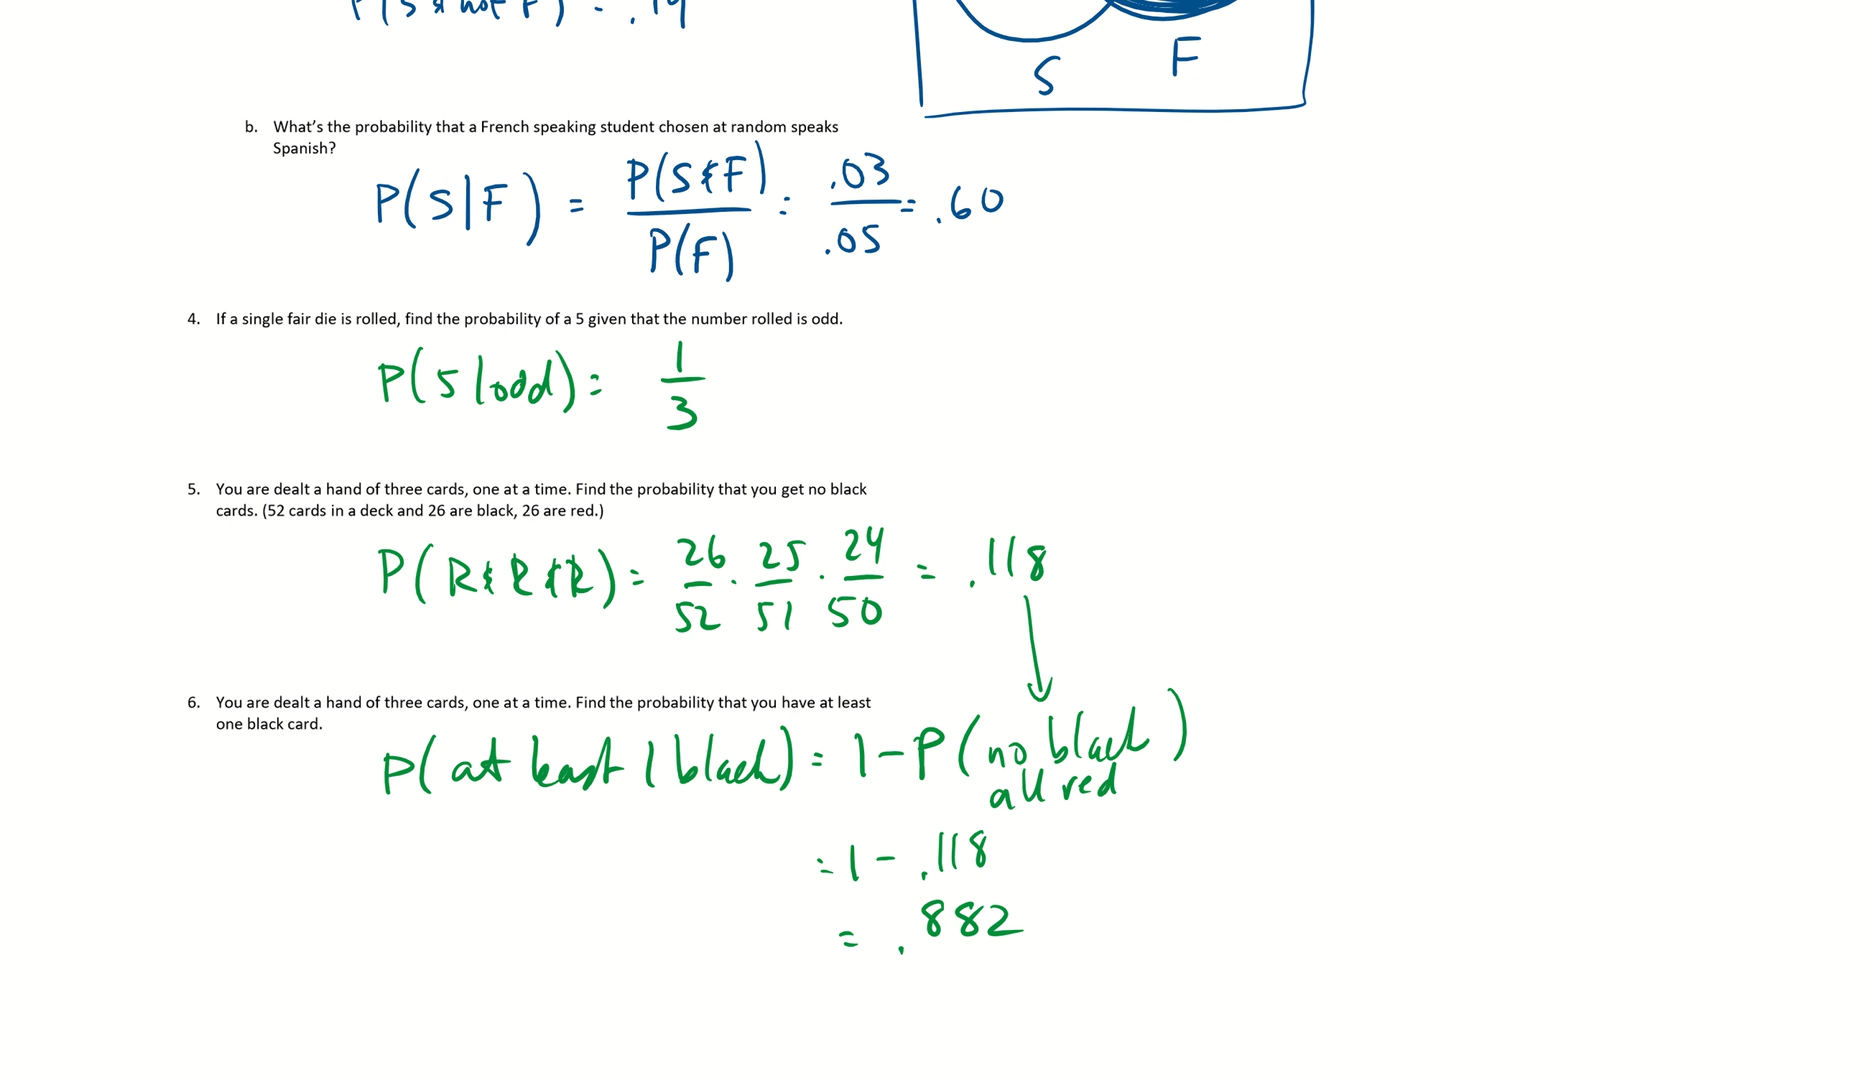 P(S & not F) = .19
S F
b. What's the probability that a French speaking student chosen at random speaks
Spanish?
P(S|F) = P(S&F) / P(F) = .03 / .05 = .60
4. If a single fair die is rolled, find the probability of a 5 given that the number rolled is odd.
P(5|odd) = 1/3
5. You are dealt a hand of three cards, one at a time. Find the probability that you get no black
cards. (52 cards in a deck and 26 are black, 26 are red.)
P(R&R&R) = 26/52 · 25/51 · 24/50 = .118
6. You are dealt a hand of three cards, one at a time. Find the probability that you have at least
one black card.
P(at least 1 black) = 1 - P(no black)
all red
= 1 - .118
= .882